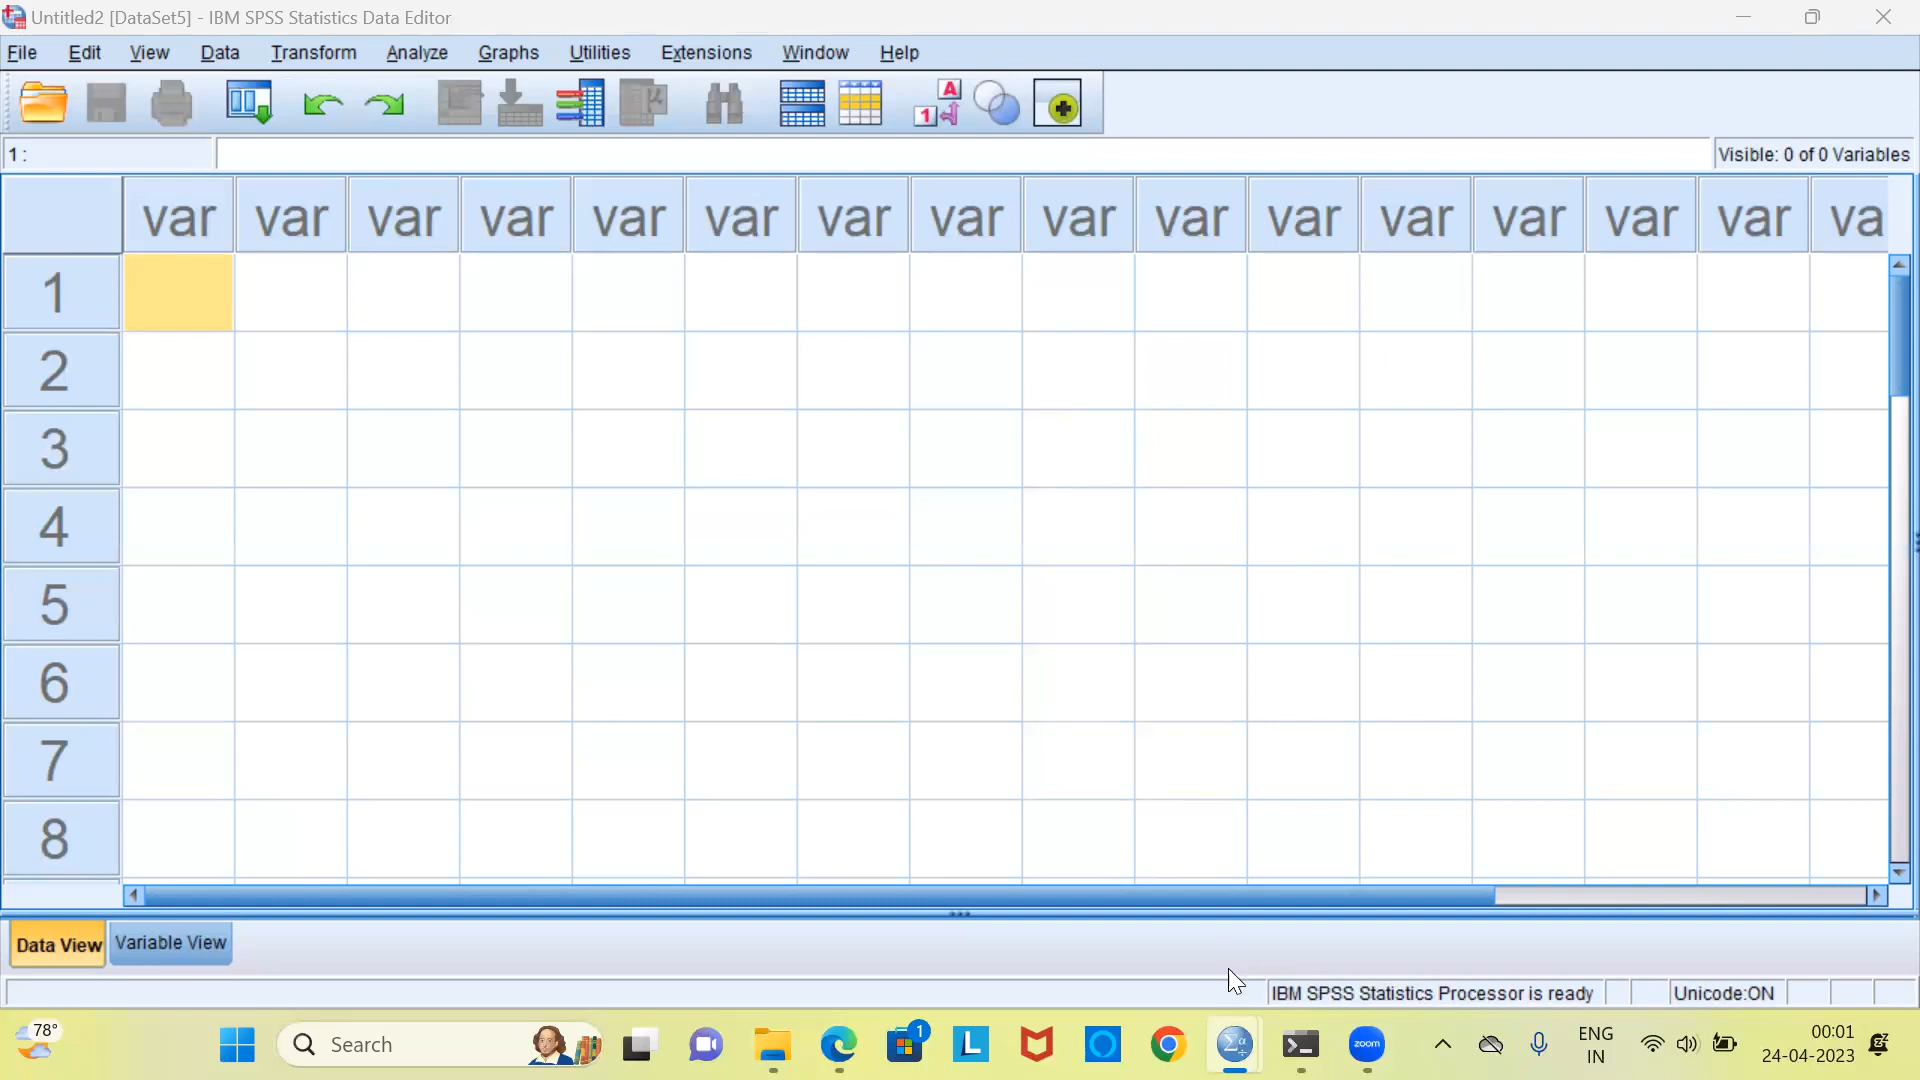 Untitled2 [DataSet5] - IBM SPSS Statistics Data Editor
File Edit View Data Transform Analyze Graphs Utilities Extensions Window Help
A
1
1 :
Visible: 0 of 0 Variables
var var var var var var var var var var var var var var var va
1
2
3
4
5
6
7
8
Data View Variable View
IBM SPSS Statistics Processor is ready Unicode:ON
78°
Search
1
L
zoom
ENG
IN
00:01
24-04-2023